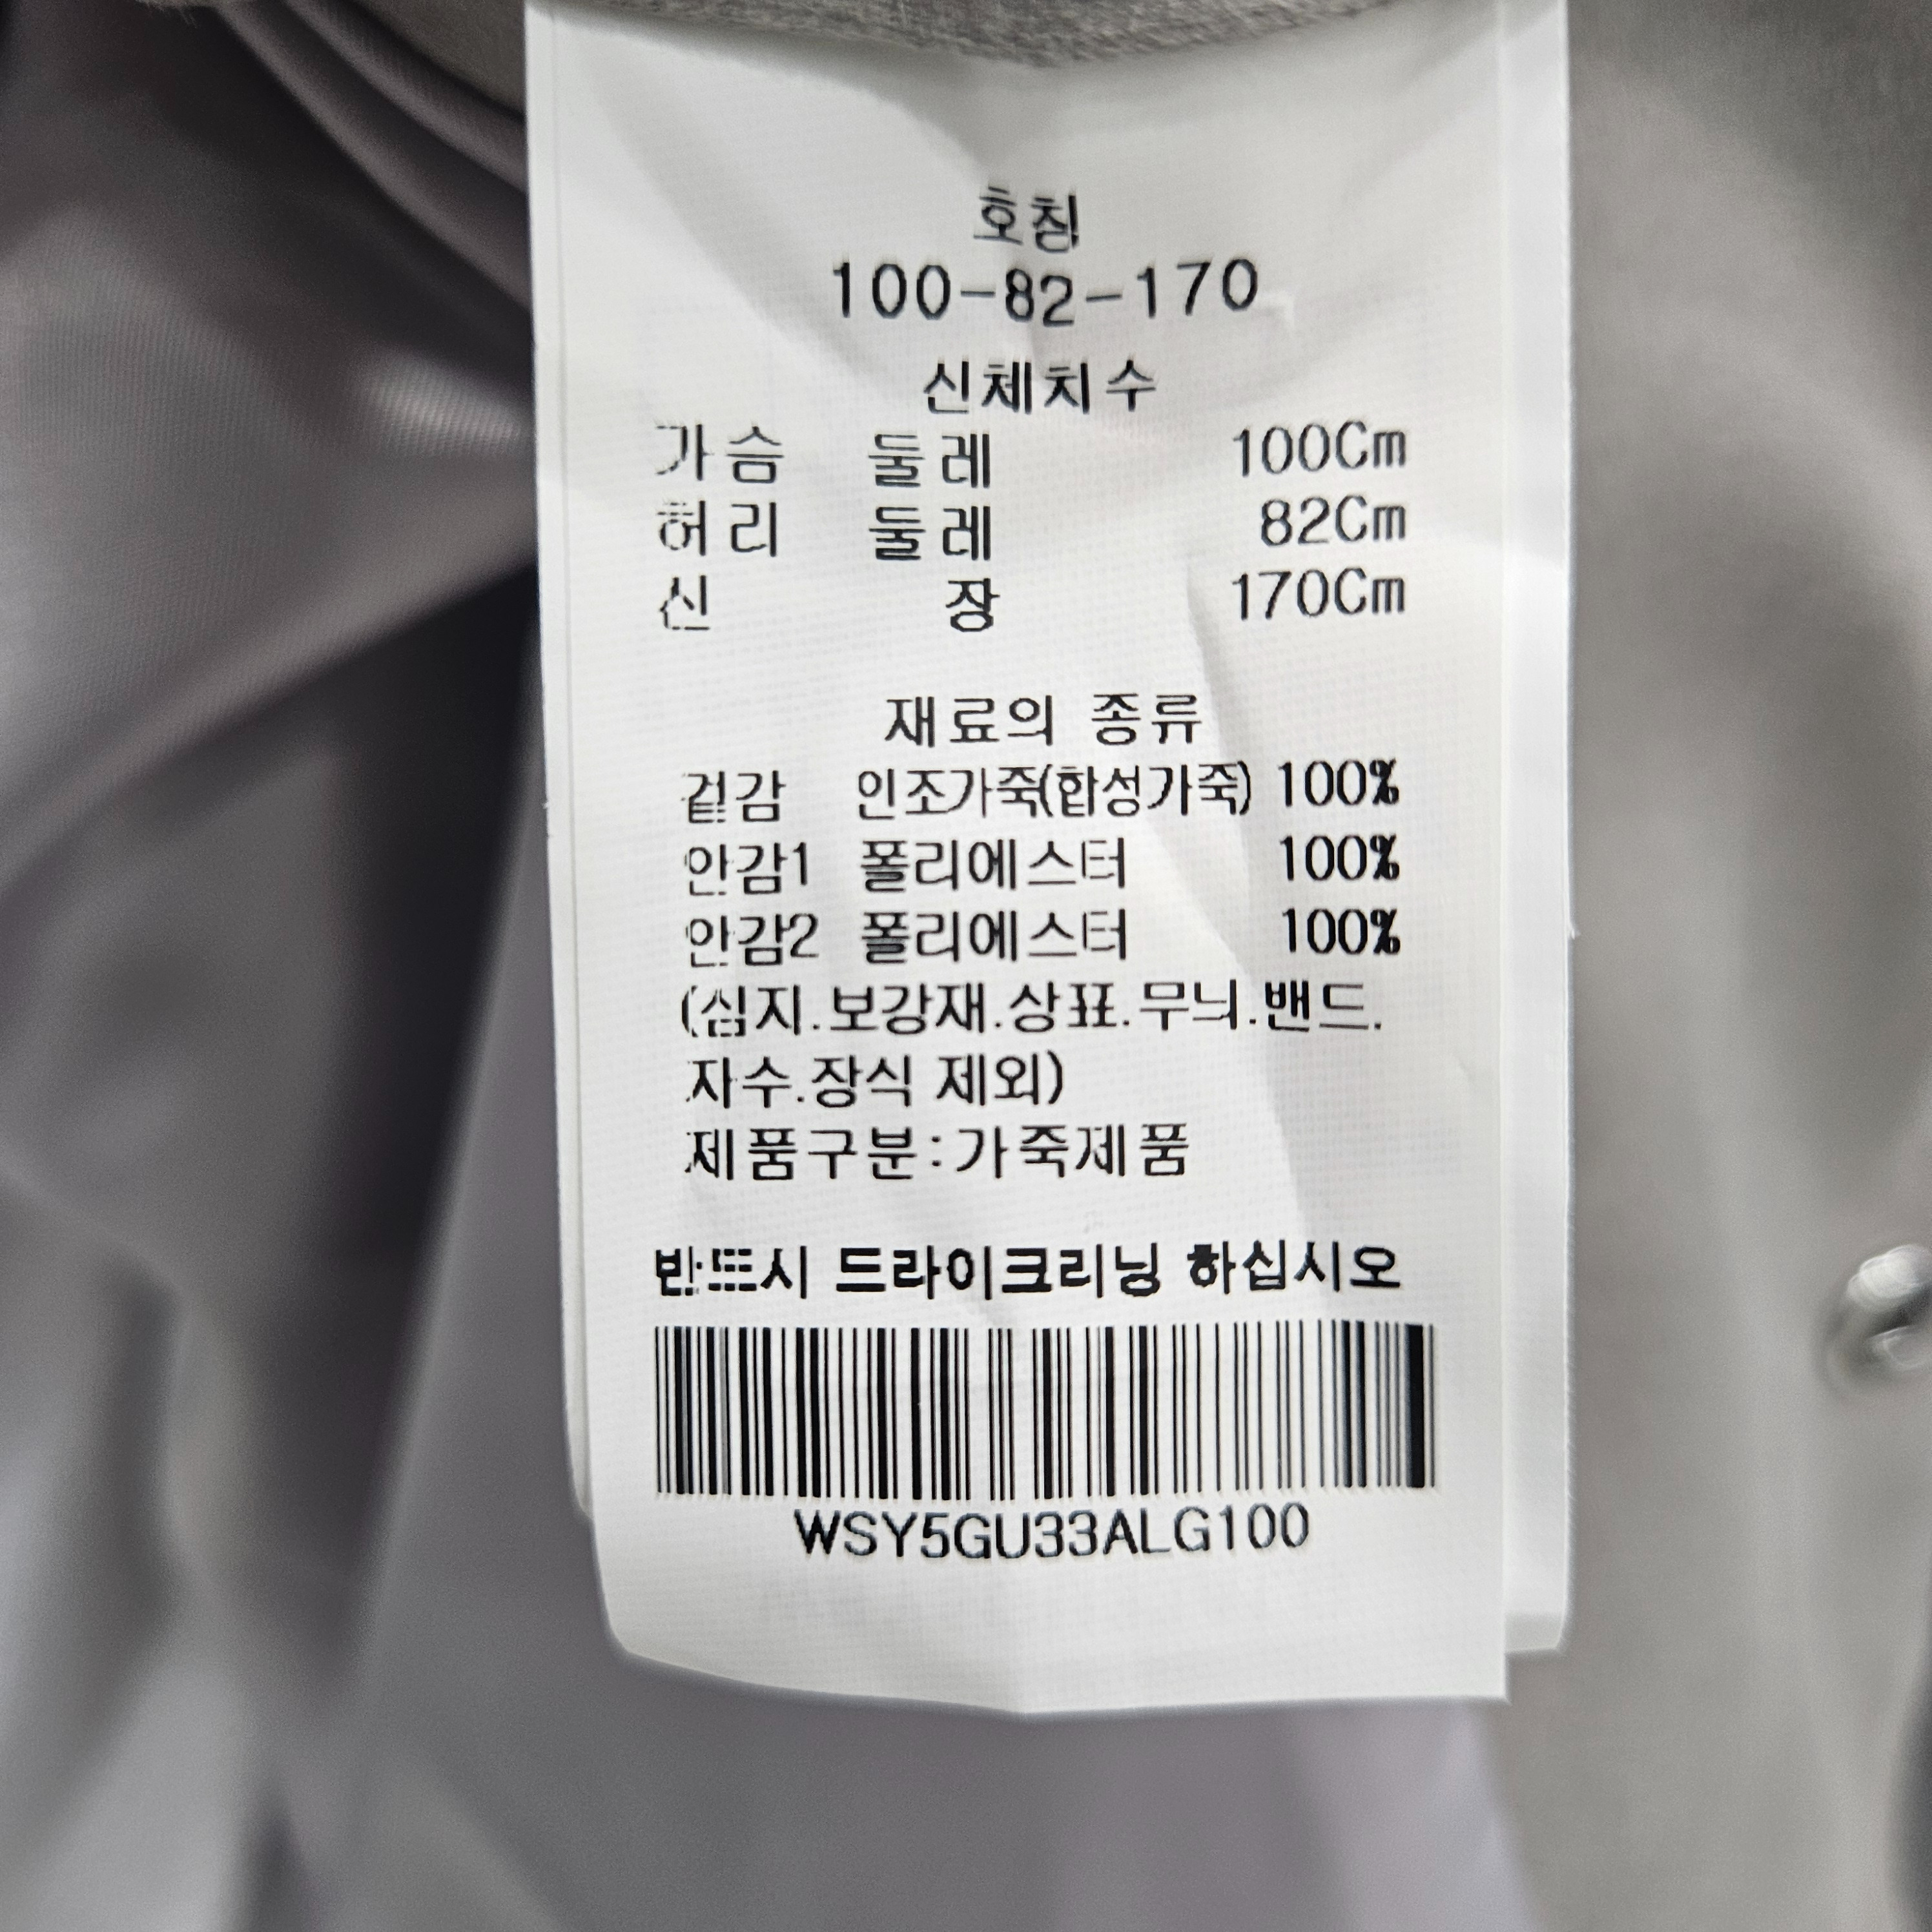 호칭
100-82-170
신체치수
가슴 둘레 100Cm
허리 둘레 82Cm
신 장 170Cm
재료의 종류
겉감 인조가죽(합성가죽) 100%
안감1 폴리에스터 100%
안감2 폴리에스터 100%
(심지.보강재.상표.무늬.밴드.
자수.장식 제외)
제품구분:가죽제품
반드시 드라이크리닝 하십시오
WSY5GU33ALG100